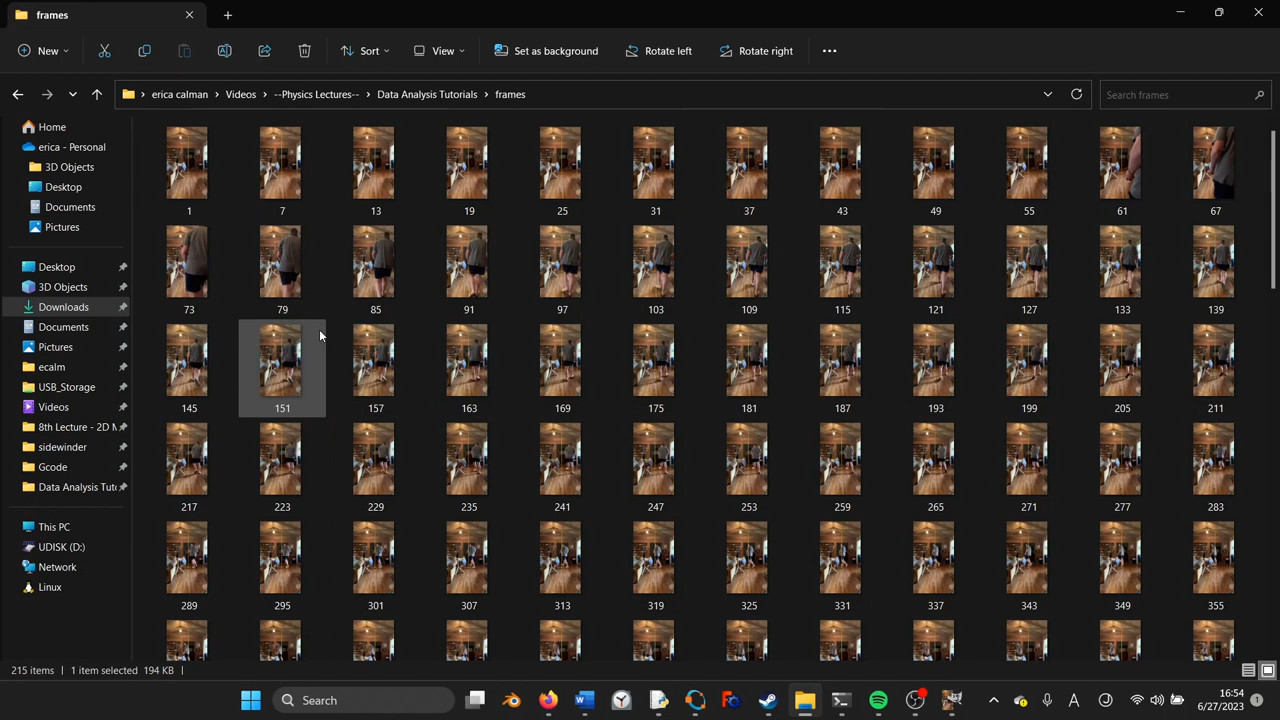 frames
New
Sort
View
Set as background
Rotate left
Rotate right
erica calman
Videos
--Physics Lectures--
Data Analysis Tutorials
frames
Search frames
Home
erica - Personal
3D Objects
Desktop
Documents
Pictures
Desktop
3D Objects
Downloads
Documents
Pictures
ecalm
USB_Storage
Videos
8th Lecture - 2D M
sidewinder
Gcode
Data Analysis Tuto
This PC
UDISK (D:)
Network
Linux
1 7 13 19 25 31 37 43 49 55 61 67
73 79 85 91 97 103 109 115 121 127 133 139
145 151 157 163 169 175 181 187 193 199 205 211
217 223 229 235 241 247 253 259 265 271 277 283
289 295 301 307 313 319 325 331 337 343 349 355
215 items 1 item selected 194 KB
Search
A
16:54
6/27/2023
1